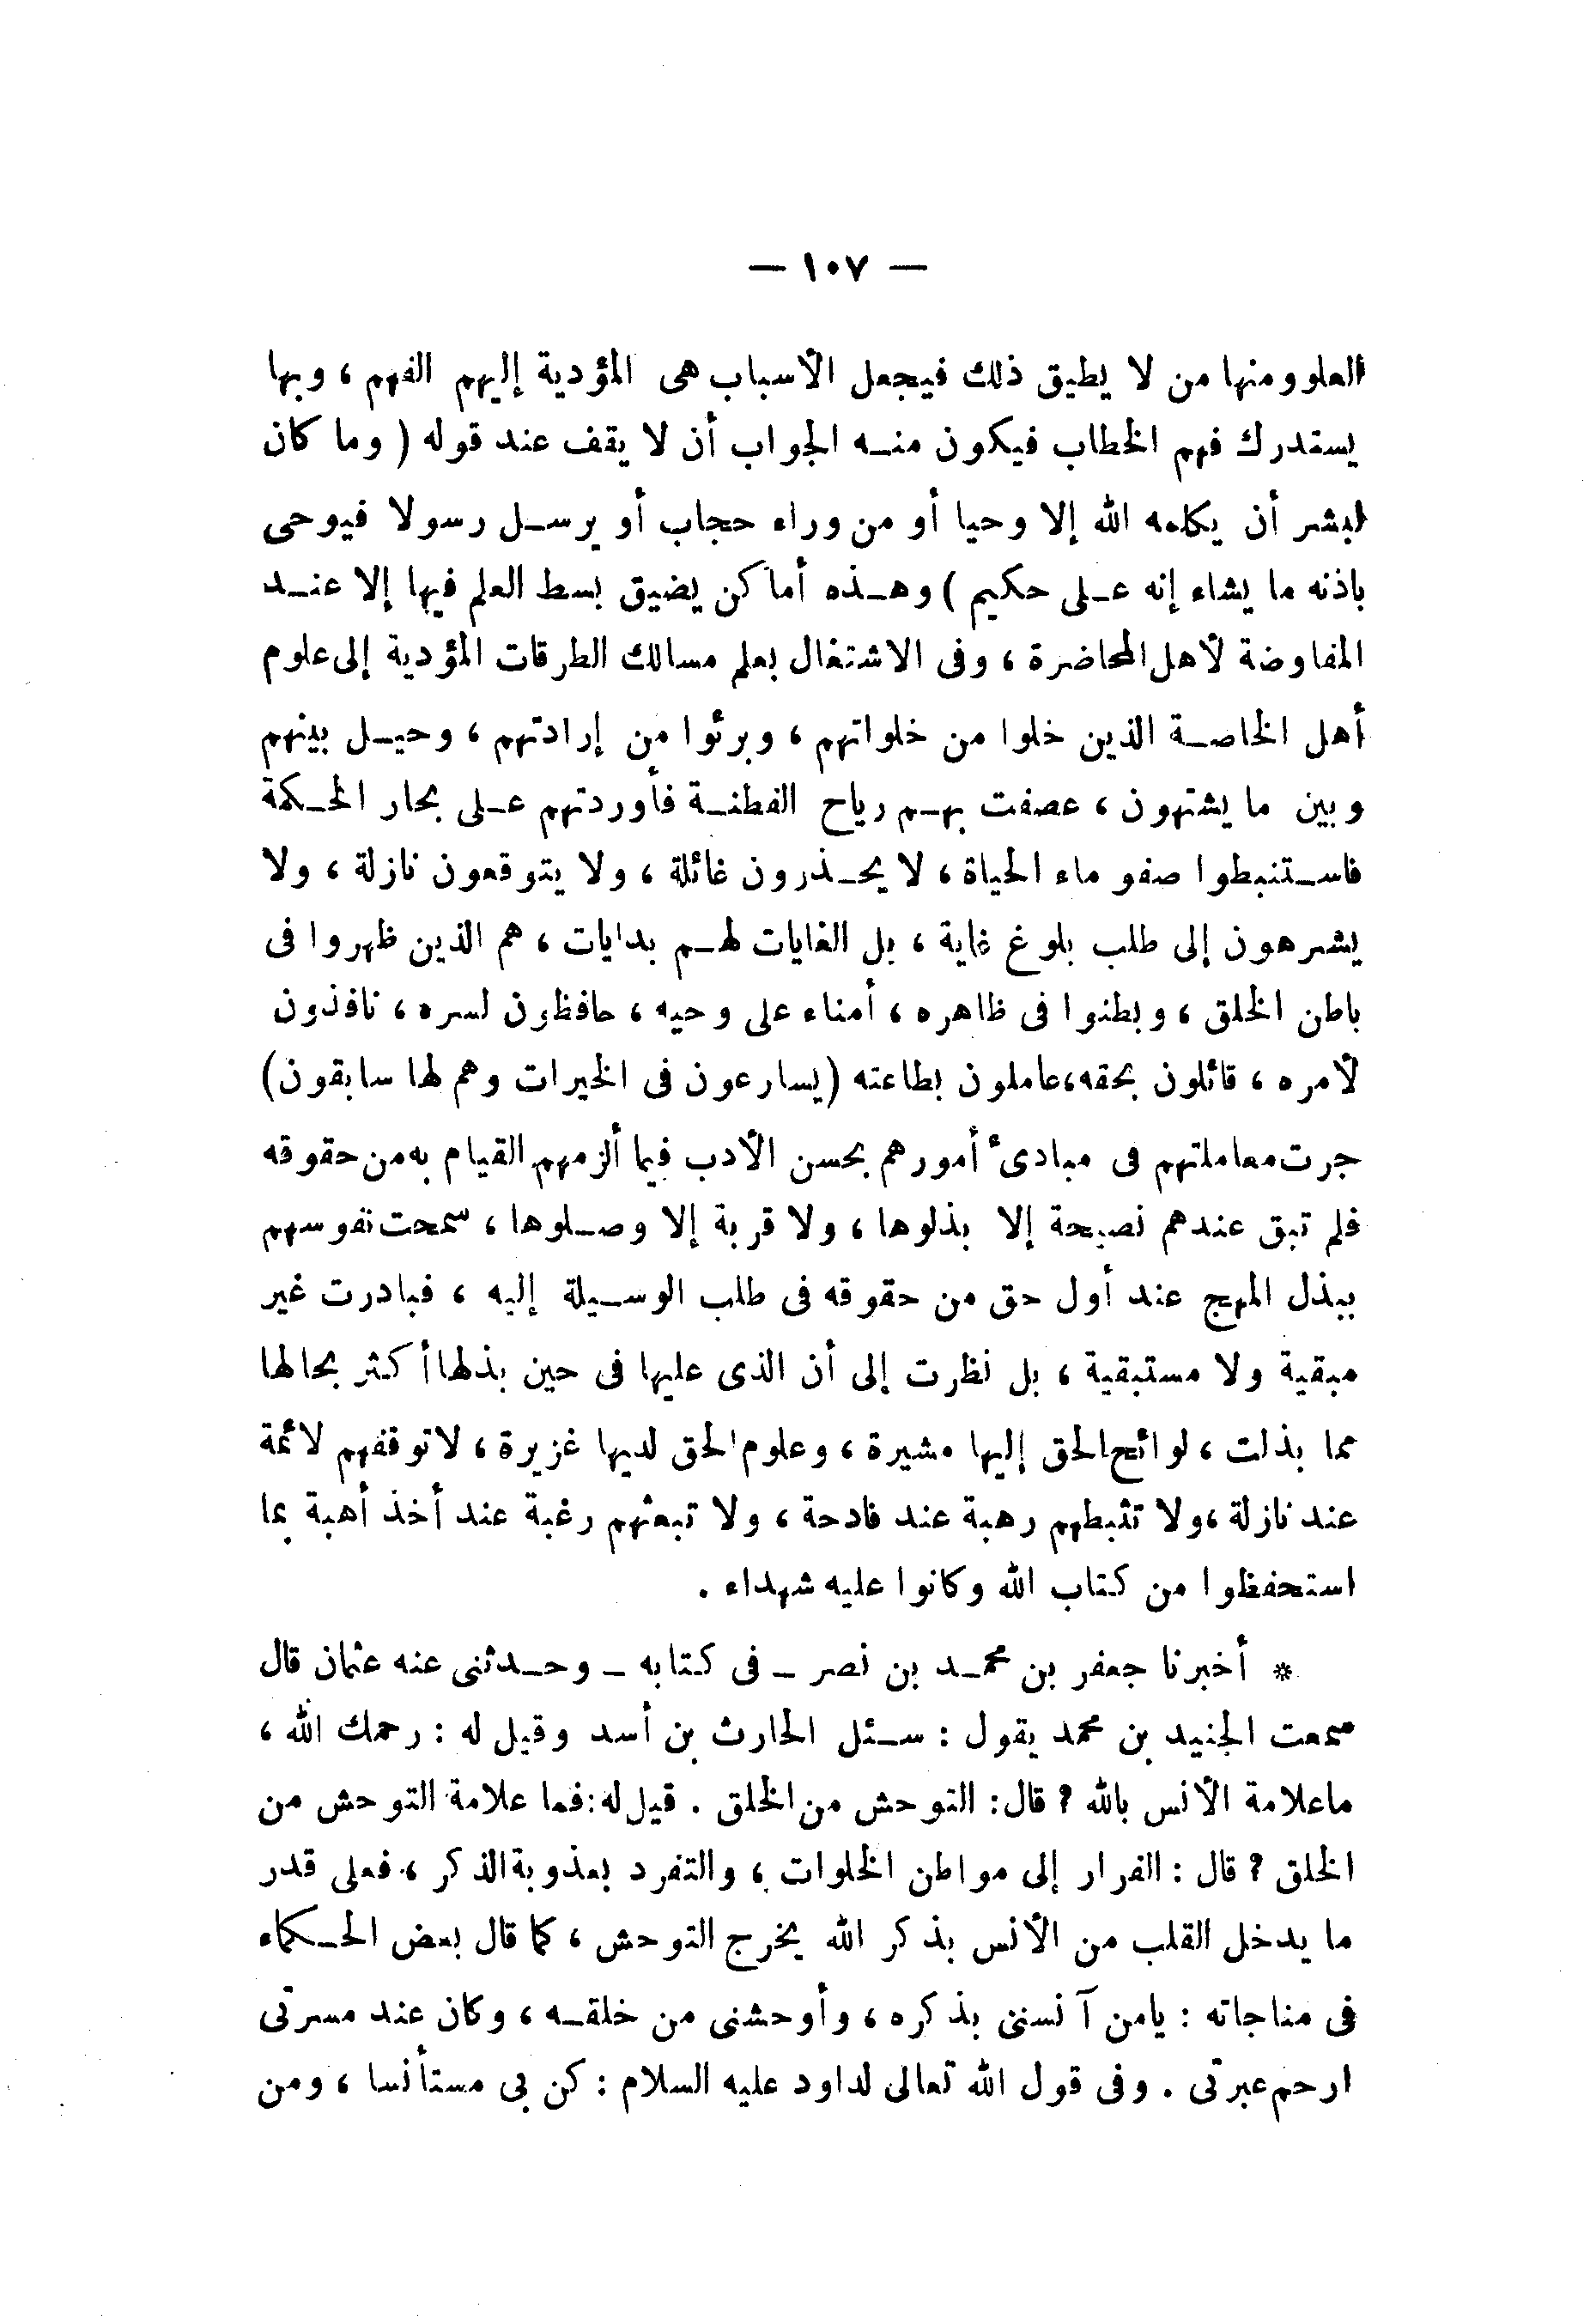 — ١٠٧ —
العلو ومنها من لا يطيق ذلك فيجعل الأسباب هى المؤدية إليهم الفهم ، وبها
يستدرك فهم الخطاب فيكون منه الجواب أن لا يقف عند قوله ( وما كان
لبشر أن يكلمه الله إلا وحيا أو من وراء حجاب أو يرسل رسولا فيوحى
باذنه ما يشاء إنه على حكيم ) وهذه أماكن يضيق بسط العلم فيها إلا عند
المفاوضة لأهل المحاضرة ، وفى الاشتغال بعلم مسالك الطرقات المؤدية إلى علوم
أهل الخاصة الذين خلوا من خلواتهم ، وبرئوا من إرادتهم ، وحيل بينهم
وبين ما يشتهون ، عصفت بهم رياح الفطنة فأوردتهم على بحار الحكمة
فاستنبطوا صفو ماء الحياة ، لا يحذرون غائلة ، ولا يتوقعون نازلة ، ولا
يشرهون إلى طلب بلوغ غاية ، بل الغايات لهم بدايات ، هم الذين ظهروا فى
باطن الخلق ، وبطنوا فى ظاهره ، أمناء على وحيه ، حافظون لسره ، نافذون
لأمره ، قائلون بحقه ، عاملون بطاعته (يسارعون فى الخيرات وهم لها سابقون)
جرت معاملتهم فى مبادئ أمورهم بحسن الأدب فيما ألزمهم القيام به من حقوقه
فلم تبق عندهم نصيحة إلا بذلوها ، ولا قربة إلا وصلوها ، سمحت نفوسهم
ببذل المهج عند أول حق من حقوقه فى طلب الوسيلة إليه ، فبادرت غير
مبقية ولا مستبقية ، بل نظرت إلى أن الذى عليها فى حين بذلها أكثر بحالها
مما بذلت ، لوائح الحق إليها مشيرة ، وعلوم الحق لديها غزيرة ، لا توقفهم لائمة
عند نازلة ، ولا تثبطهم رهبة عند فادحة ، ولا تبعثهم رغبة عند أخذ أهبة بما
استحفظوا من كتاب الله وكانوا عليه شهداء .
* أخبرنا جعفر بن محمد بن نصر – فى كتابه – وحدثنى عنه عثمان قال
سمعت الجنيد بن محمد يقول : سئل الحارث بن أسد وقيل له : رحمك الله ،
ما علامة الأنس بالله ؟ قال : التوحش من الخلق . قيل له : فما علامة التوحش من
الخلق ؟ قال : الفرار إلى مواطن الخلوات ، والتفرد بعذوبة الذكر ، فعلى قدر
ما يدخل القلب من الأنس بذكر الله يخرج التوحش ، كما قال بعض الحكماء
فى مناجاته : يامن آنسنى بذكره ، وأوحشنى من خلقه ، وكان عند مسرتى
ارحم عبرتى . وفى قول الله تعالى لداود عليه السلام : كن بى مستأنسا ، ومن